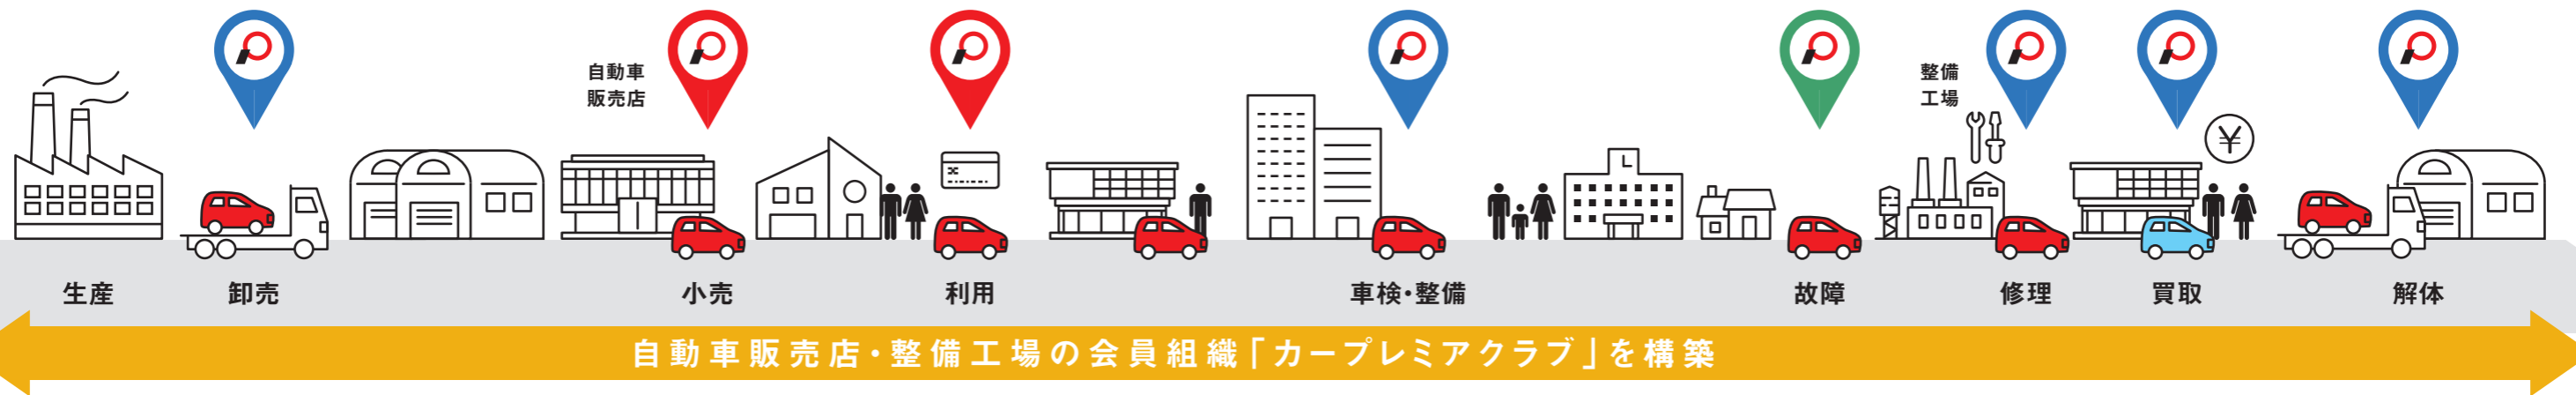 自動車
販売店
整備
工場
¥
生産
卸売
小売
利用
車検・整備
故障
修理
買取
解体
自動車販売店・整備工場の会員組織「カープレミアクラブ」を構築